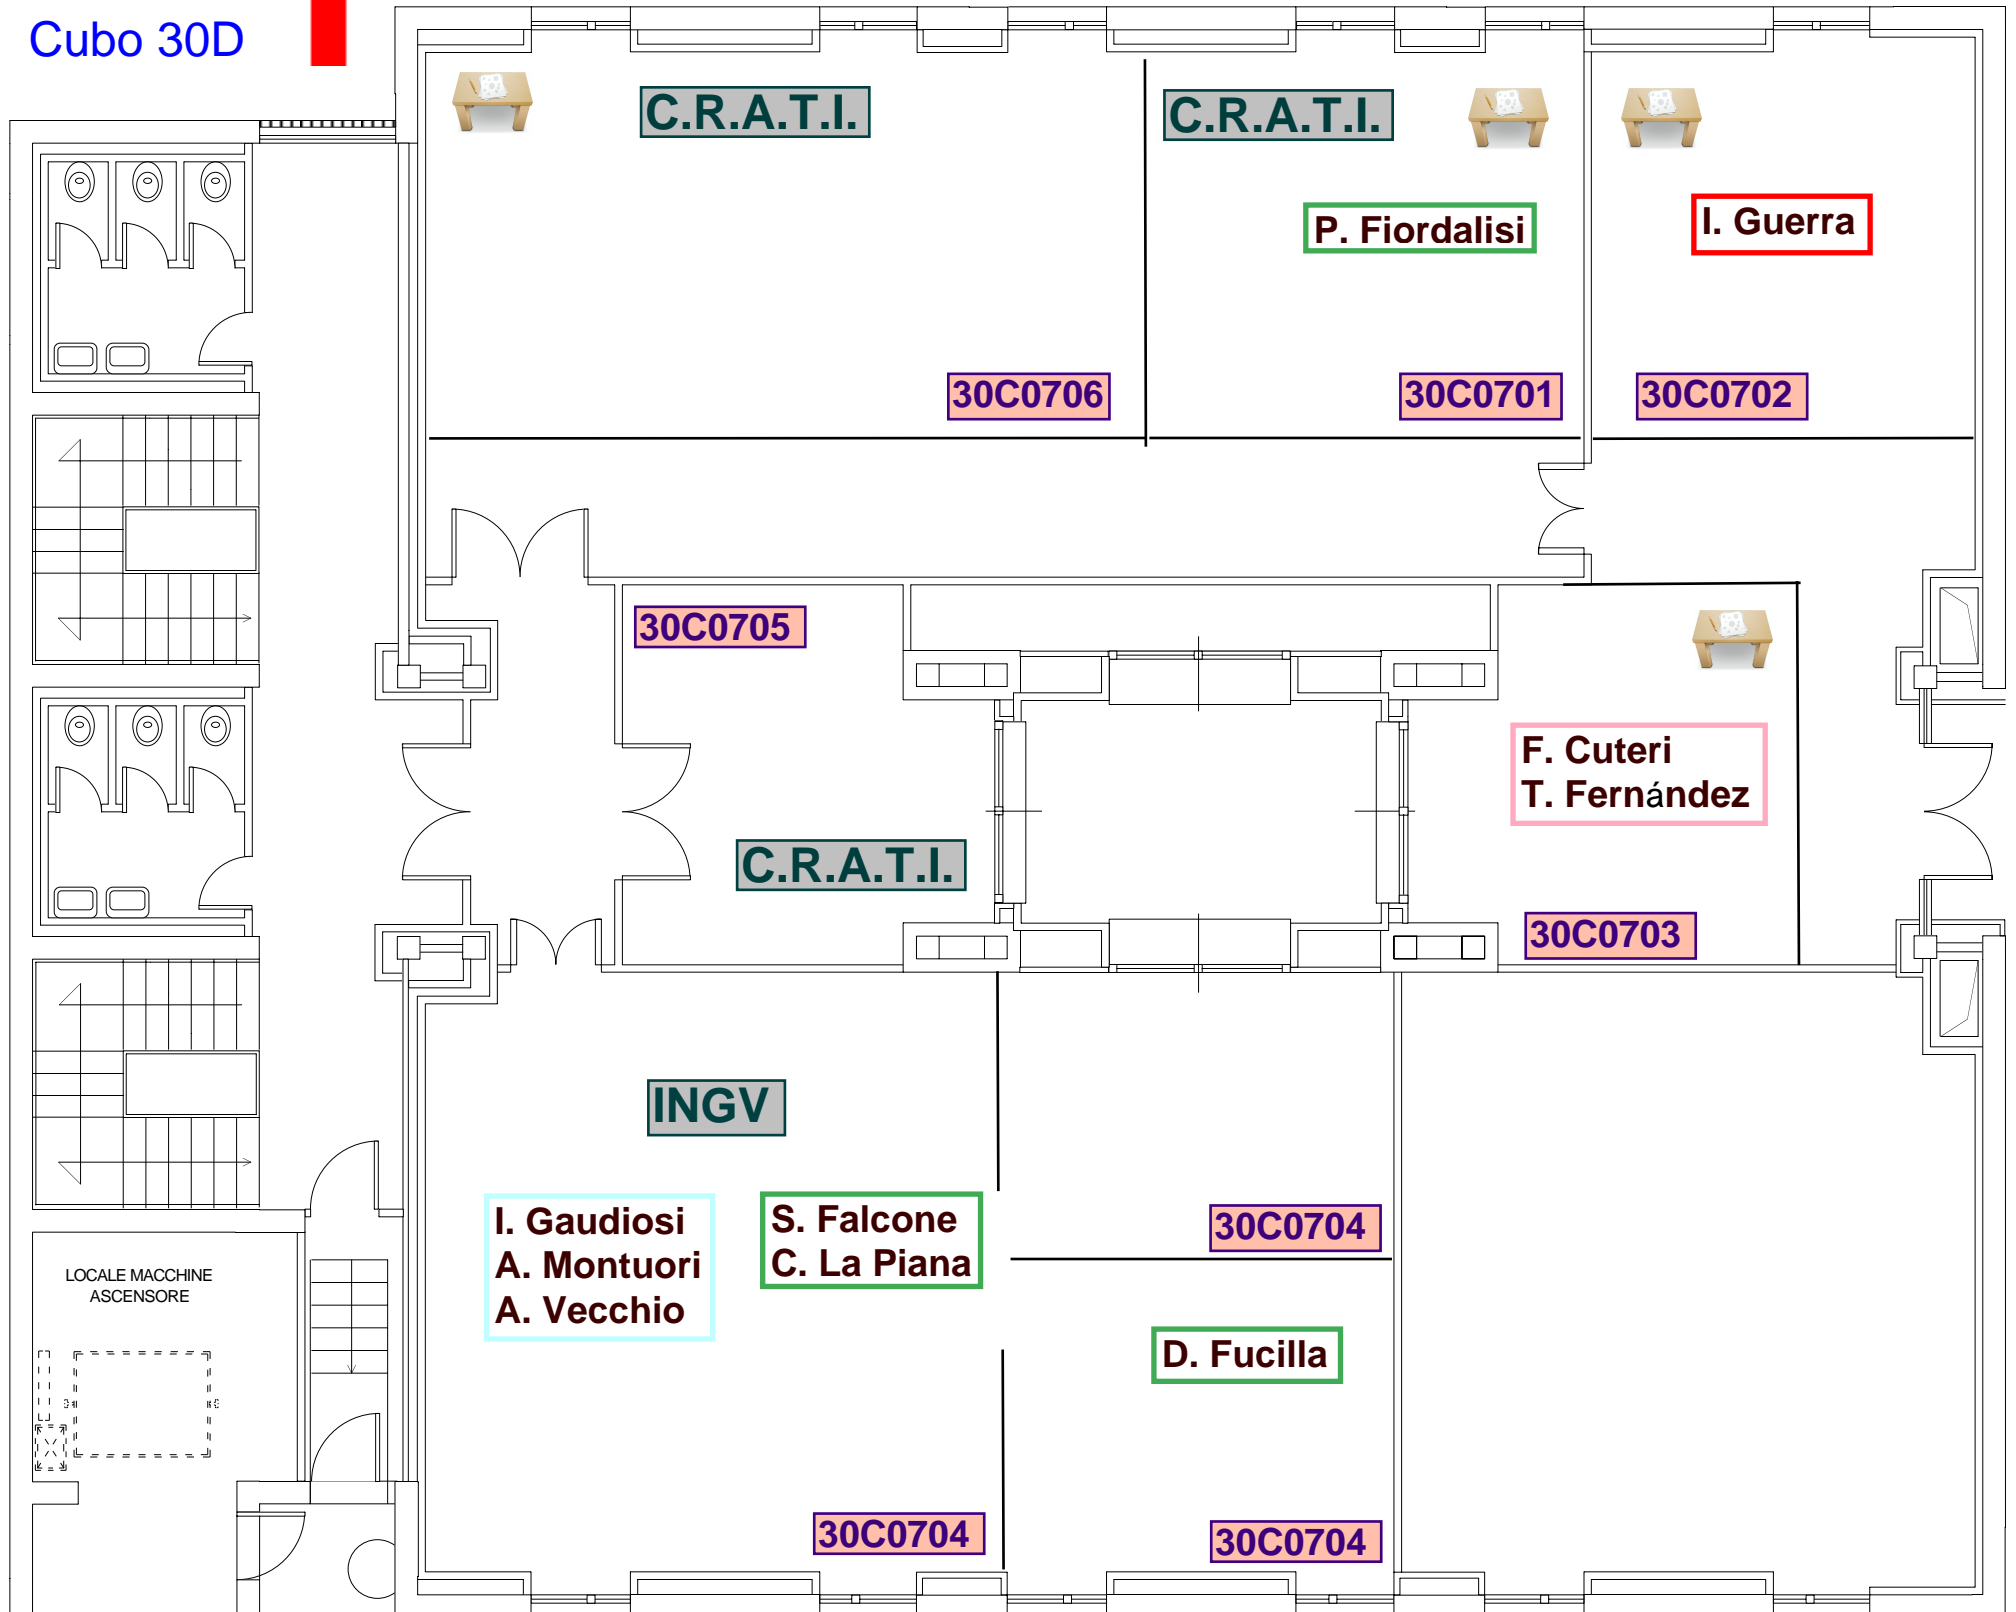 Cubo 30D
C.R.A.T.I.
C.R.A.T.I.
P. Fiordalisi
I. Guerra
30C0706
30C0701
30C0702
30C0705
F. Cuteri
T. Fernández
C.R.A.T.I.
30C0703
INGV
I. Gaudiosi
A. Montuori
A. Vecchio
S. Falcone
C. La Piana
30C0704
LOCALE MACCHINE
ASCENSORE
D. Fucilla
30C0704
30C0704